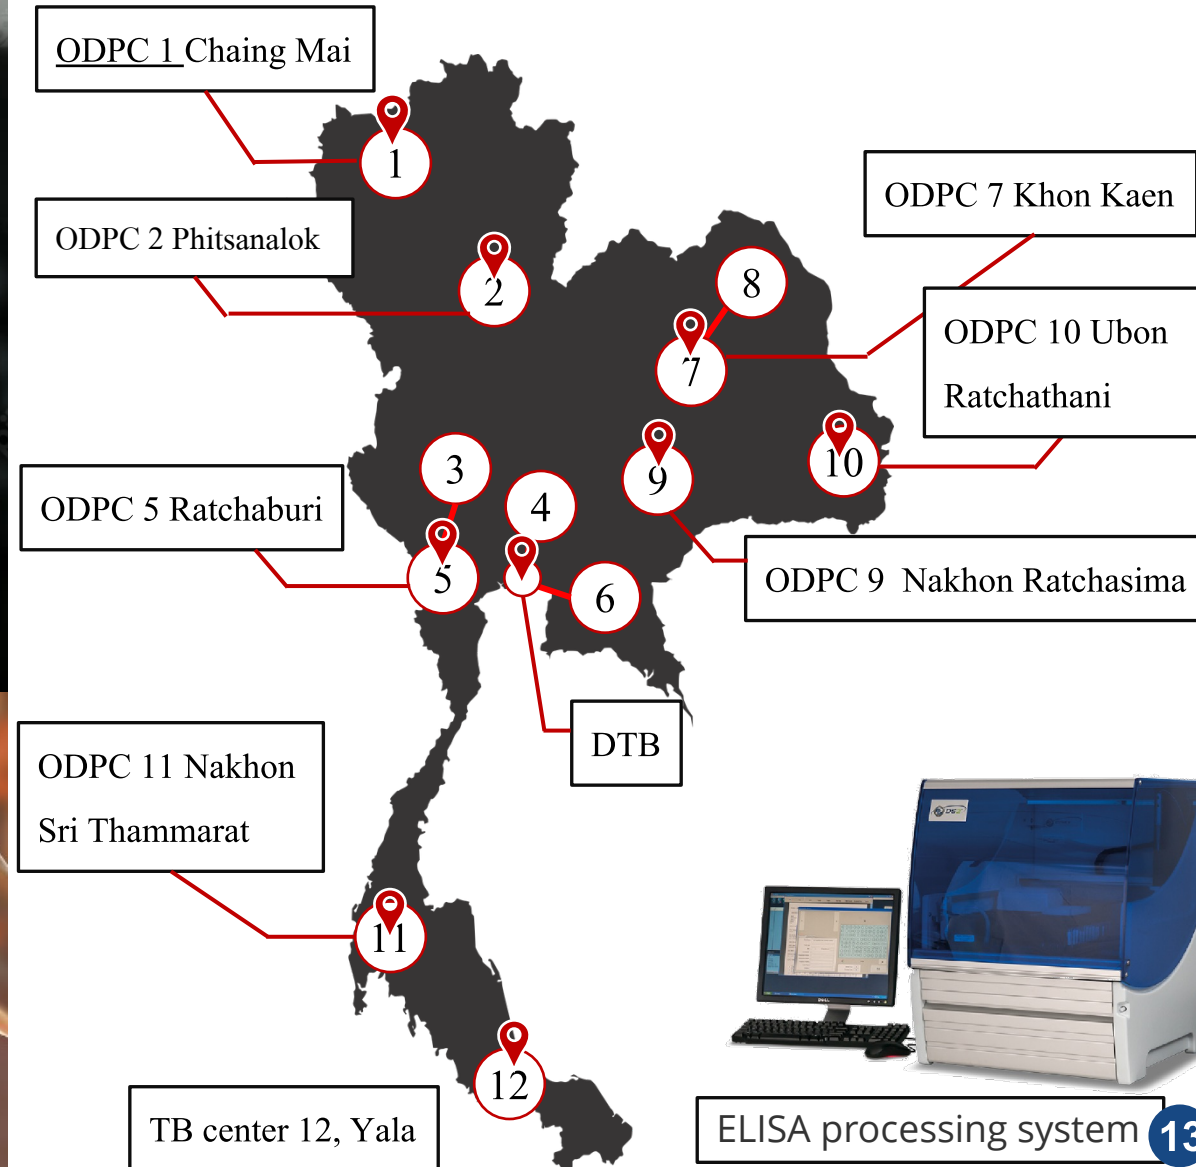 ODPC 1 Chaing Mai
1
ODPC 7 Khon Kaen
ODPC 2 Phitsanalok
2
8
ODPC 10 Ubon
Ratchathani
7
3
10
9
4
ODPC 5 Ratchaburi
5
6
ODPC 9 Nakhon Ratchasima
DTB
ODPC 11 Nakhon
Sri Thammarat
11
12
TB center 12, Yala
DELL
ELISA processing system
13